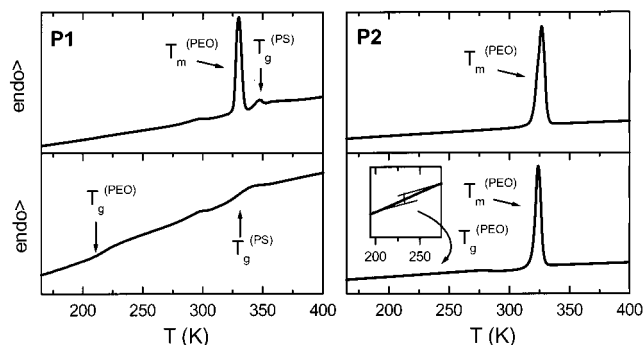 P1
T_m^(PEO)
T_g^(PS)
endo>
T_g^(PEO)
T_g^(PS)
endo>
200 250 300 350 400
T (K)
P2
T_m^(PEO)
T_m^(PEO)
T_g^(PEO)
200 250
200 250 300 350 400
T (K)